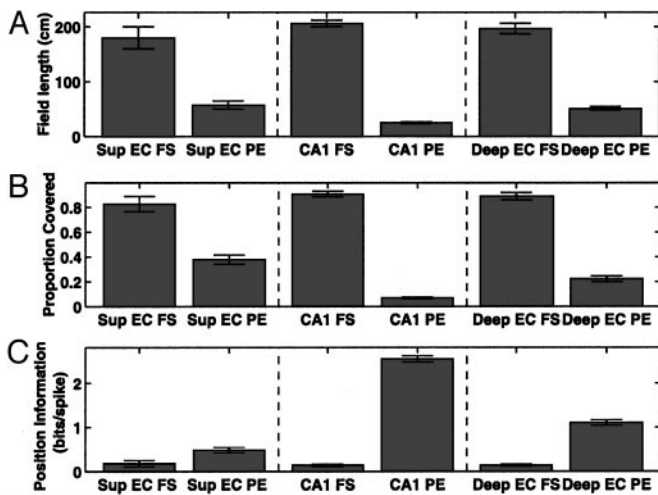 A
Field length (cm)
200
100
0
Sup EC FS Sup EC PE CA1 FS CA1 PE Deep EC FS Deep EC PE
B
Proportion Covered
0.8
0.6
0.4
0.2
0
Sup EC FS Sup EC PE CA1 FS CA1 PE Deep EC FS Deep EC PE
C
Position Information
(bits/spike)
2
1
0
Sup EC FS Sup EC PE CA1 FS CA1 PE Deep EC FS Deep EC PE